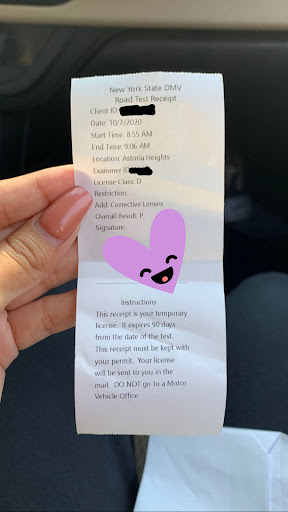 New York State DMV
Road Test Receipt
Client ID:
Date: 10/7/2020
Start Time: 8:55 AM
End Time: 9:06 AM
Location: Astoria Heights
Examiner ID:
License Class: D
Restriction:
Add: Corrective Lenses
Overall Result: P
Signature:
Instructions
This receipt is your temporary
license. It expires 90 days
from the date of the test.
This receipt must be kept with
your permit. Your license
will be sent to you in the
mail. DO NOT go to a Motor
Vehicle Office.